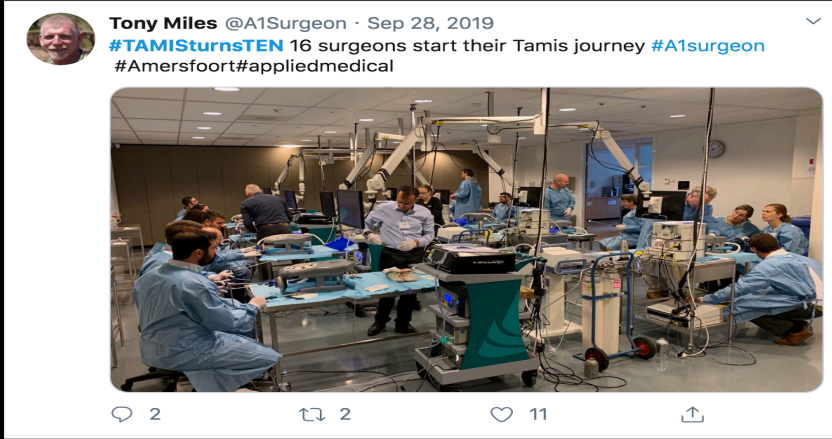 Tony Miles @A1Surgeon · Sep 28, 2019
#TAMISturnsTEN 16 surgeons start their Tamis journey #A1surgeon
#Amersfoort#appliedmedical
2 2 11